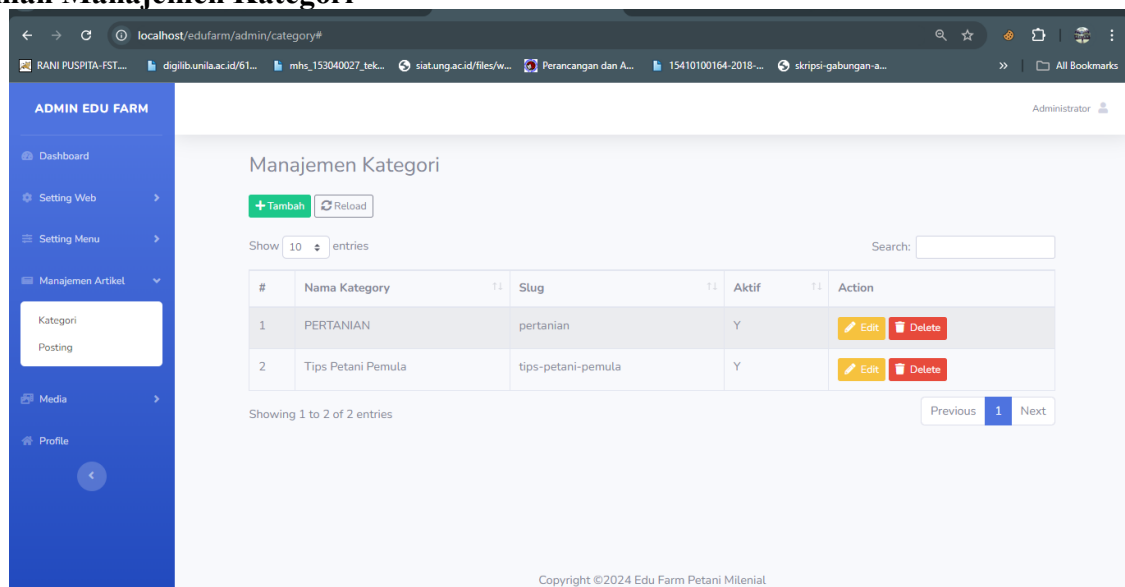 Manajemen Kategori
localhost/edufarm/admin/category#
RANI PUSPITA-FST.... digilib.unila.ac.id/61... mhs_153040027_tek... siat.ung.ac.id/files/w... Perancangan dan A... 15410100164-2018-... skripsi-gabungan-a... » All Bookmarks
ADMIN EDU FARM
Administrator
Dashboard
Setting Web
Setting Menu
Manajemen Artikel
Kategori
Posting
Media
Profile
Manajemen Kategori
+ Tambah Reload
Show 10 entries Search:
# Nama Kategory Slug Aktif Action
1 PERTANIAN pertanian Y Edit Delete
2 Tips Petani Pemula tips-petani-pemula Y Edit Delete
Showing 1 to 2 of 2 entries Previous 1 Next
Copyright ©2024 Edu Farm Petani Milenial